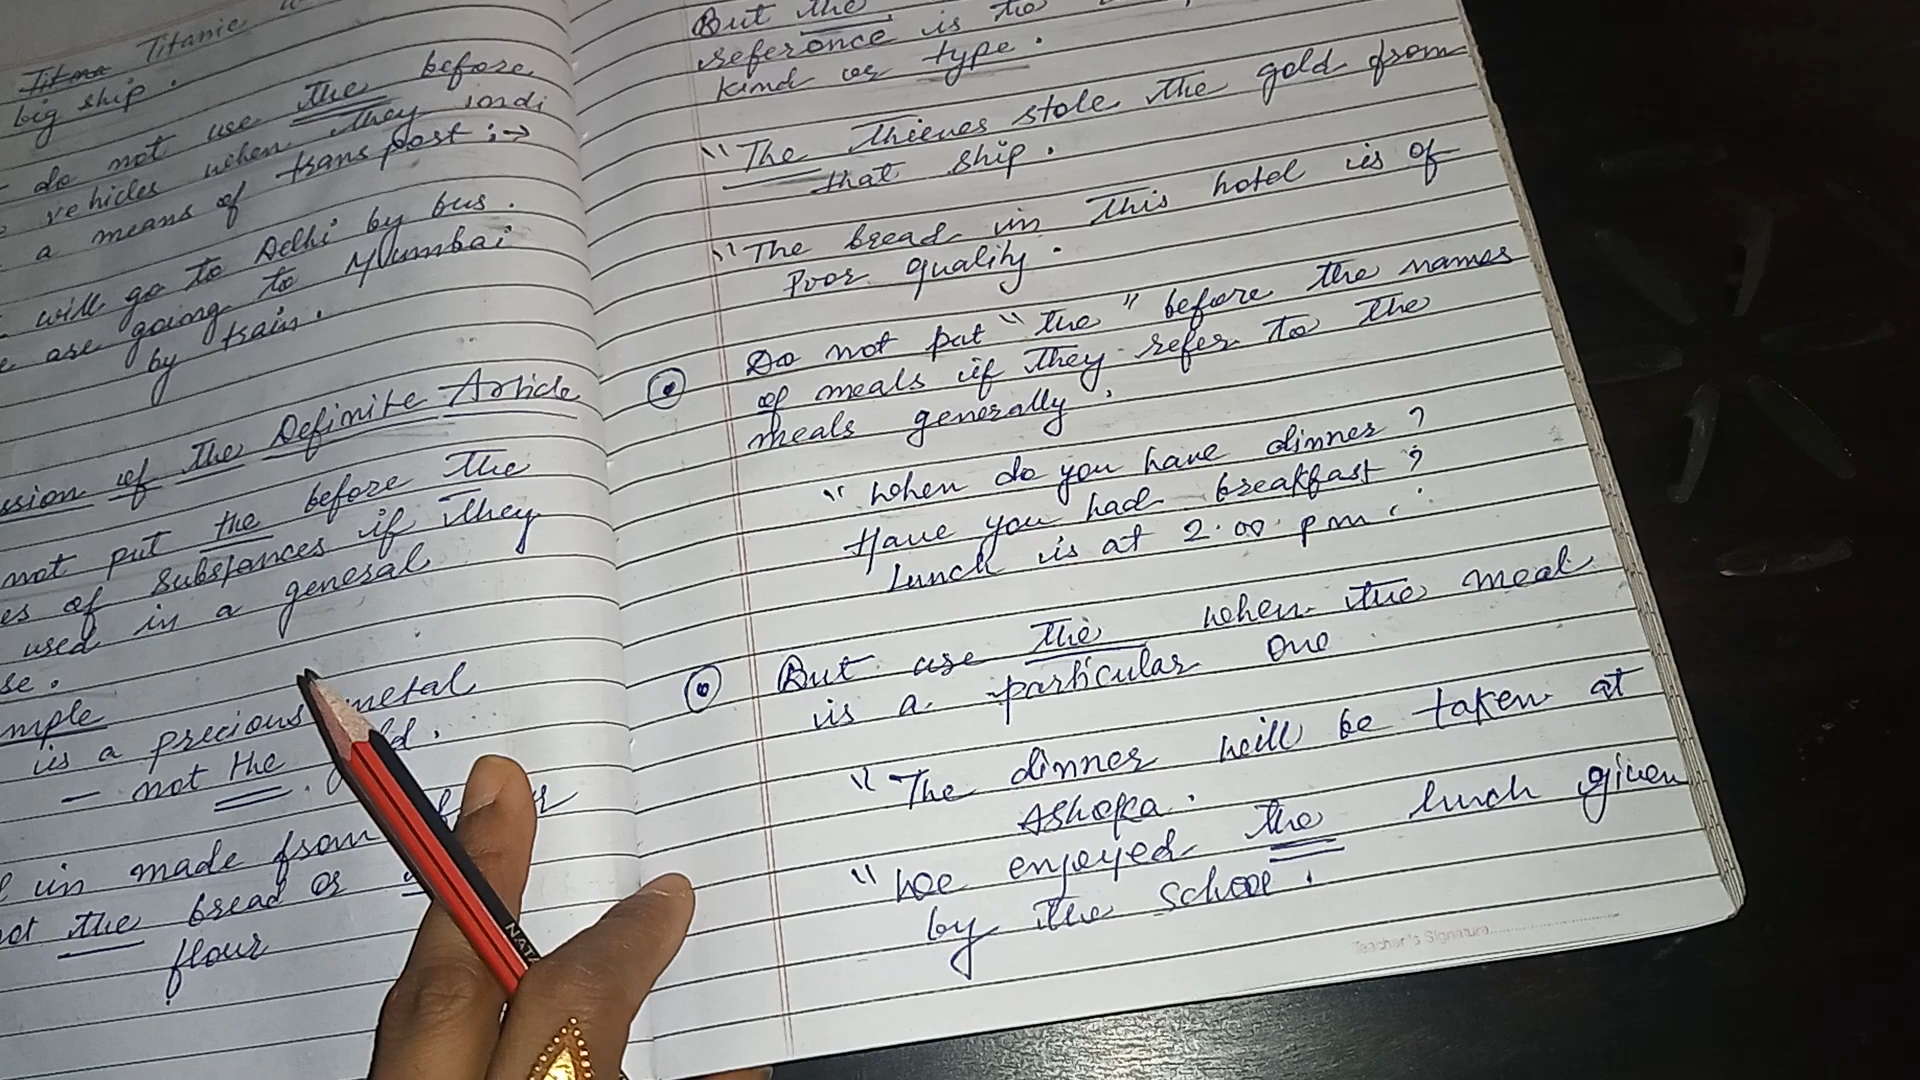 Titanic
big ship.
do not use the before
vehicles when they indi
a means of transport :→
will go to Delhi by bus.
are going to Mumbai
by train.
ssion of the Definite Article
not put the before the
es of substances if they
used in a general
se.
mple
is a precious metal
- not the
in made from
ot the bread or
flour
But the
reference is to
kind or type.
"The thieves stole the gold from
that ship.
"The bread in this hotel is of
Poor quality.
Do not put "the" before the names
of meals if they refer to the
meals generally.
"when do you have dinner?
Have you had breakfast?
Lunch is at 2.00 pm.
But use the when the meal
is a particular one
"The dinner will be taken at
Ashoka.
"we enjoyed the lunch given
by the school.
Teacher's Signature
NATA